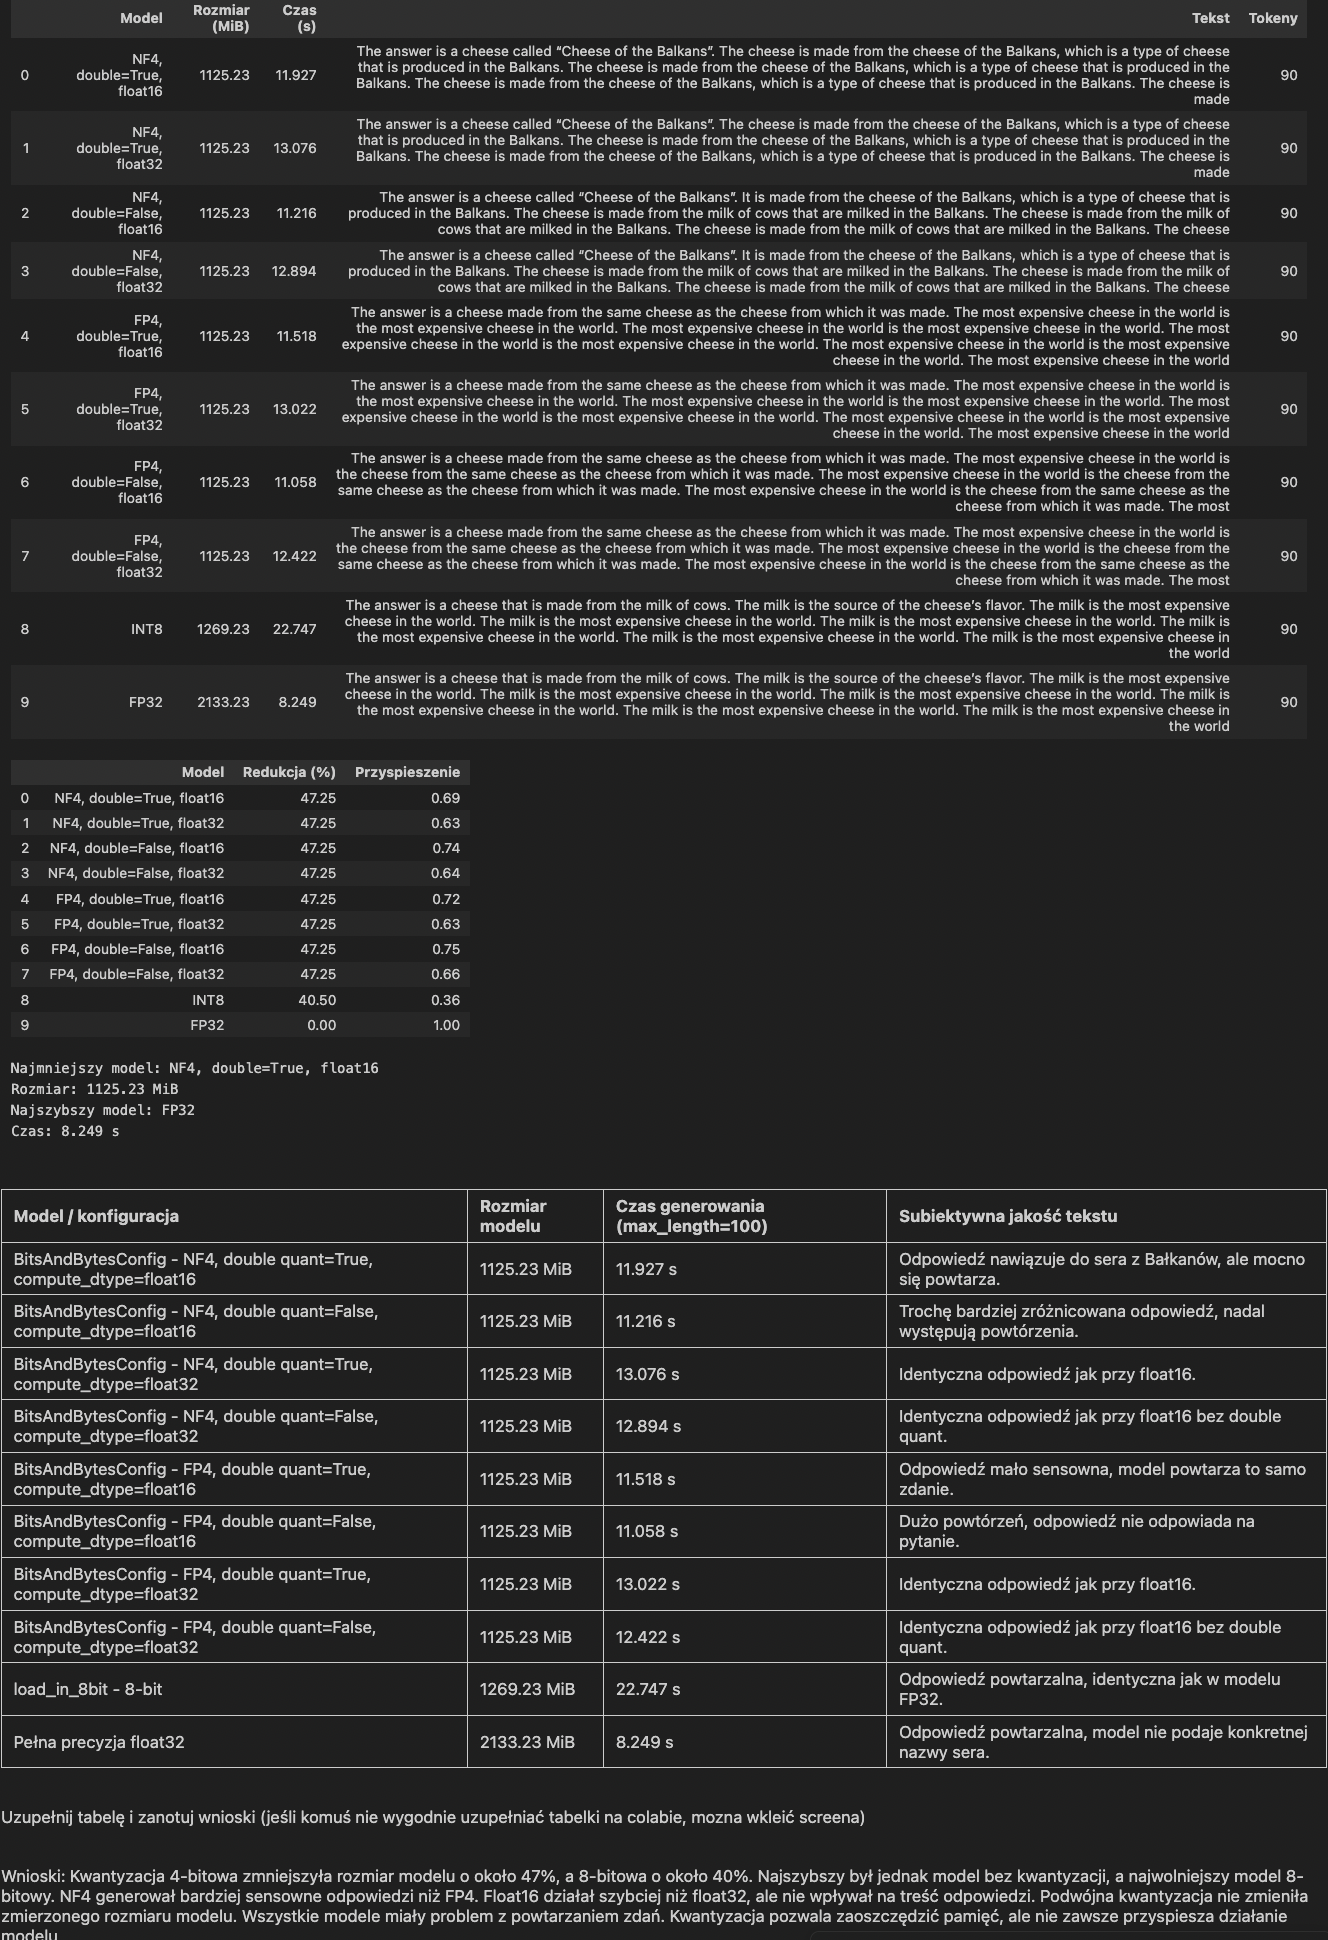 Model Rozmiar (MiB) Czas (s) Tekst Tokeny
0 NF4, double=True, float16 1125.23 11.927 The answer is a cheese called “Cheese of the Balkans”. The cheese is made from the cheese of the Balkans, which is a type of cheese
that is produced in the Balkans. The cheese is made from the cheese of the Balkans, which is a type of cheese that is produced in the
Balkans. The cheese is made from the cheese of the Balkans, which is a type of cheese that is produced in the Balkans. The cheese is
made 90
1 NF4, double=True, float32 1125.23 13.076 The answer is a cheese called “Cheese of the Balkans”. The cheese is made from the cheese of the Balkans, which is a type of cheese
that is produced in the Balkans. The cheese is made from the cheese of the Balkans, which is a type of cheese that is produced in the
Balkans. The cheese is made from the cheese of the Balkans, which is a type of cheese that is produced in the Balkans. The cheese is
made 90
2 NF4, double=False, float16 1125.23 11.216 The answer is a cheese called “Cheese of the Balkans”. It is made from the cheese of the Balkans, which is a type of cheese that is
produced in the Balkans. The cheese is made from the milk of cows that are milked in the Balkans. The cheese is made from the milk of
cows that are milked in the Balkans. The cheese is made from the milk of cows that are milked in the Balkans. The cheese 90
3 NF4, double=False, float32 1125.23 12.894 The answer is a cheese called “Cheese of the Balkans”. It is made from the cheese of the Balkans, which is a type of cheese that is
produced in the Balkans. The cheese is made from the milk of cows that are milked in the Balkans. The cheese is made from the milk of
cows that are milked in the Balkans. The cheese is made from the milk of cows that are milked in the Balkans. The cheese 90
4 FP4, double=True, float16 1125.23 11.518 The answer is a cheese made from the same cheese as the cheese from which it was made. The most expensive cheese in the world is
the most expensive cheese in the world. The most expensive cheese in the world is the most expensive cheese in the world. The most
expensive cheese in the world is the most expensive cheese in the world. The most expensive cheese in the world is the most expensive
cheese in the world. The most expensive cheese in the world 90
5 FP4, double=True, float32 1125.23 13.022 The answer is a cheese made from the same cheese as the cheese from which it was made. The most expensive cheese in the world is
the most expensive cheese in the world. The most expensive cheese in the world is the most expensive cheese in the world. The most
expensive cheese in the world is the most expensive cheese in the world. The most expensive cheese in the world is the most expensive
cheese in the world. The most expensive cheese in the world 90
6 FP4, double=False, float16 1125.23 11.058 The answer is a cheese made from the same cheese as the cheese from which it was made. The most expensive cheese in the world is
the cheese from the same cheese as the cheese from which it was made. The most expensive cheese in the world is the cheese from the
same cheese as the cheese from which it was made. The most expensive cheese in the world is the cheese from the same cheese as the
cheese from which it was made. The most 90
7 FP4, double=False, float32 1125.23 12.422 The answer is a cheese made from the same cheese as the cheese from which it was made. The most expensive cheese in the world is
the cheese from the same cheese as the cheese from which it was made. The most expensive cheese in the world is the cheese from the
same cheese as the cheese from which it was made. The most expensive cheese in the world is the cheese from the same cheese as the
cheese from which it was made. The most 90
8 INT8 1269.23 22.747 The answer is a cheese that is made from the milk of cows. The milk is the source of the cheese’s flavor. The milk is the most expensive
cheese in the world. The milk is the most expensive cheese in the world. The milk is the most expensive cheese in the world. The milk is
the most expensive cheese in the world. The milk is the most expensive cheese in the world. The milk is the most expensive cheese in
the world 90
9 FP32 2133.23 8.249 The answer is a cheese that is made from the milk of cows. The milk is the source of the cheese’s flavor. The milk is the most expensive
cheese in the world. The milk is the most expensive cheese in the world. The milk is the most expensive cheese in the world. The milk is
the most expensive cheese in the world. The milk is the most expensive cheese in the world. The milk is the most expensive cheese in
the world 90
Model Redukcja (%) Przyspieszenie
0 NF4, double=True, float16 47.25 0.69
1 NF4, double=True, float32 47.25 0.63
2 NF4, double=False, float16 47.25 0.74
3 NF4, double=False, float32 47.25 0.64
4 FP4, double=True, float16 47.25 0.72
5 FP4, double=True, float32 47.25 0.63
6 FP4, double=False, float16 47.25 0.75
7 FP4, double=False, float32 47.25 0.66
8 INT8 40.50 0.36
9 FP32 0.00 1.00
Najmniejszy model: NF4, double=True, float16
Rozmiar: 1125.23 MiB
Najszybszy model: FP32
Czas: 8.249 s
Model / konfiguracja Rozmiar modelu Czas generowania (max_length=100) Subiektywna jakość tekstu
BitsAndBytesConfig - NF4, double quant=True, compute_dtype=float16 1125.23 MiB 11.927 s Odpowiedź nawiązuje do sera z Bałkanów, ale mocno się powtarza.
BitsAndBytesConfig - NF4, double quant=False, compute_dtype=float16 1125.23 MiB 11.216 s Trochę bardziej zróżnicowana odpowiedź, nadal występują powtórzenia.
BitsAndBytesConfig - NF4, double quant=True, compute_dtype=float32 1125.23 MiB 13.076 s Identyczna odpowiedź jak przy float16.
BitsAndBytesConfig - NF4, double quant=False, compute_dtype=float32 1125.23 MiB 12.894 s Identyczna odpowiedź jak przy float16 bez double quant.
BitsAndBytesConfig - FP4, double quant=True, compute_dtype=float16 1125.23 MiB 11.518 s Odpowiedź mało sensowna, model powtarza to samo zdanie.
BitsAndBytesConfig - FP4, double quant=False, compute_dtype=float16 1125.23 MiB 11.058 s Dużo powtórzeń, odpowiedź nie odpowiada na pytanie.
BitsAndBytesConfig - FP4, double quant=True, compute_dtype=float32 1125.23 MiB 13.022 s Identyczna odpowiedź jak przy float16.
BitsAndBytesConfig - FP4, double quant=False, compute_dtype=float32 1125.23 MiB 12.422 s Identyczna odpowiedź jak przy float16 bez double quant.
load_in_8bit - 8-bit 1269.23 MiB 22.747 s Odpowiedź powtarzalna, identyczna jak w modelu FP32.
Pełna precyzja float32 2133.23 MiB 8.249 s Odpowiedź powtarzalna, model nie podaje konkretnej nazwy sera.
Uzupełnij tabelę i zanotuj wnioski (jeśli komuś nie wygodnie uzupełniać tabelki na colabie, mozna wkleić screena)
Wnioski: Kwantyzacja 4-bitowa zmniejszyła rozmiar modelu o około 47%, a 8-bitowa o około 40%. Najszybszy był jednak model bez kwantyzacji, a najwolniejszy model 8-
bitowy. NF4 generował bardziej sensowne odpowiedzi niż FP4. Float16 działał szybciej niż float32, ale nie wpływał na treść odpowiedzi. Podwójna kwantyzacja nie zmieniła
zmierzonego rozmiaru modelu. Wszystkie modele miały problem z powtarzaniem zdań. Kwantyzacja pozwala zaoszczędzić pamięć, ale nie zawsze przyspiesza działanie
modelu